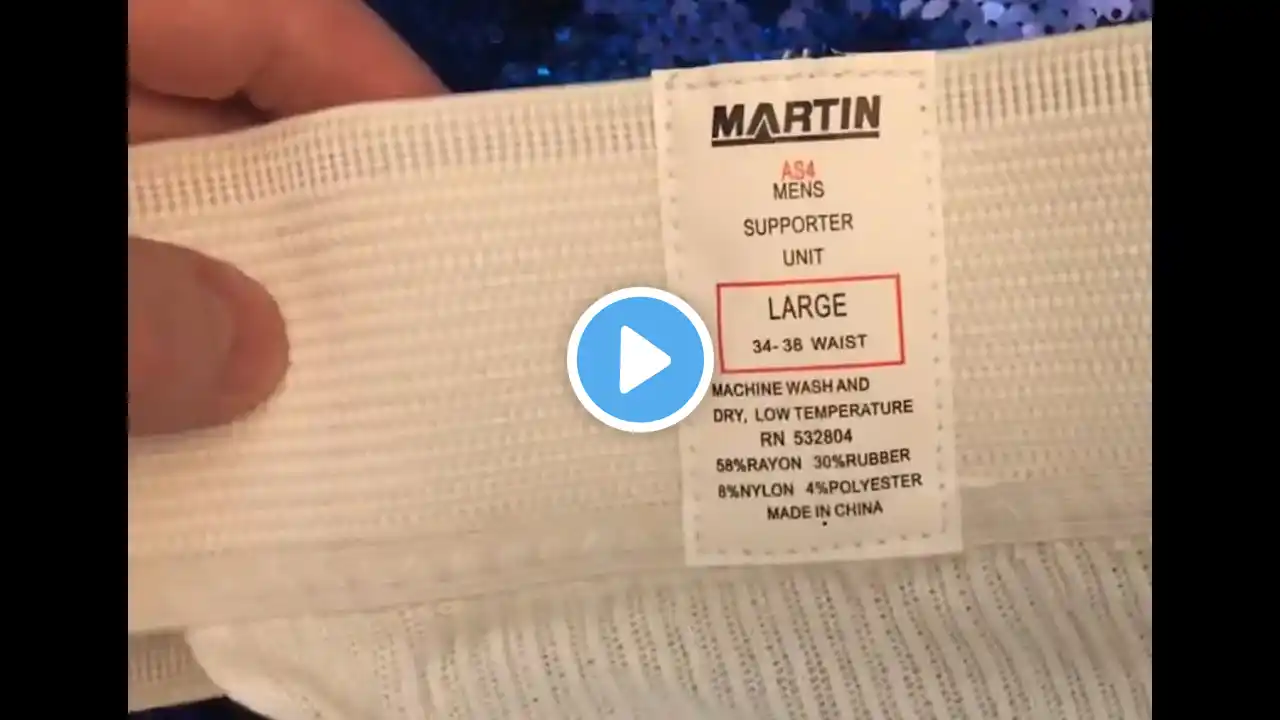 MARTIN
AS4
MENS
SUPPORTER
UNIT
LARGE
34-38 WAIST
MACHINE WASH AND
DRY, LOW TEMPERATURE
RN 532804
58%RAYON 30%RUBBER
8%NYLON 4%POLYESTER
MADE IN CHINA